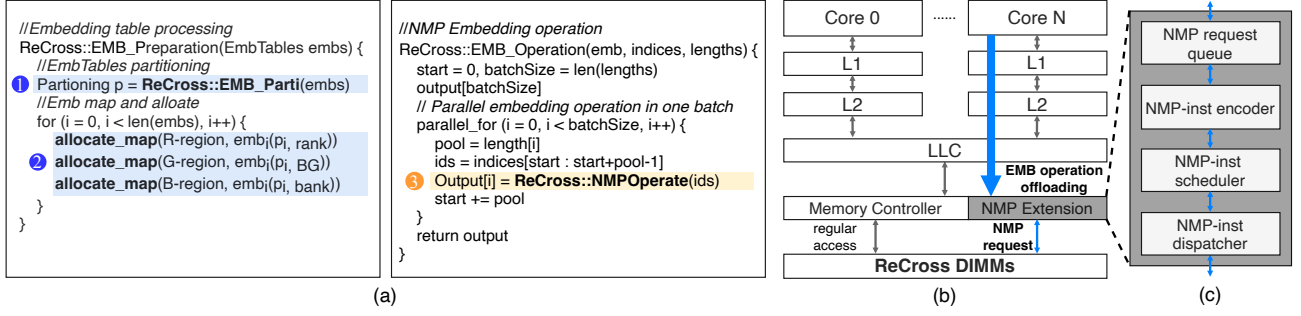 //Embedding table processing
ReCross::EMB_Preparation(EmbTables embs) {
//EmbTables partitioning
1 Partioning p = ReCross::EMB_Parti(embs)
//Emb map and alloate
for (i = 0, i < len(embs), i++) {
allocate_map(R-region, embi(pi, rank))
2 allocate_map(G-region, embi(pi, BG))
allocate_map(B-region, embi(pi, bank))
}
}
//NMP Embedding operation
ReCross::EMB_Operation(emb, indices, lengths) {
start = 0, batchSize = len(lengths)
output[batchSize]
// Parallel embedding operation in one batch
parallel_for (i = 0, i < batchSize, i++) {
pool = length[i]
ids = indices[start : start+pool-1]
3 Output[i] = ReCross::NMPOperate(ids)
start += pool
}
return output
}
(a)
Core 0 ...... Core N
L1 L1
L2 L2
LLC
EMB operation
offloading
Memory Controller NMP Extension
regular
access
NMP
request
ReCross DIMMs
(b)
NMP request
queue
NMP-inst encoder
NMP-inst
scheduler
NMP-inst
dispatcher
(c)